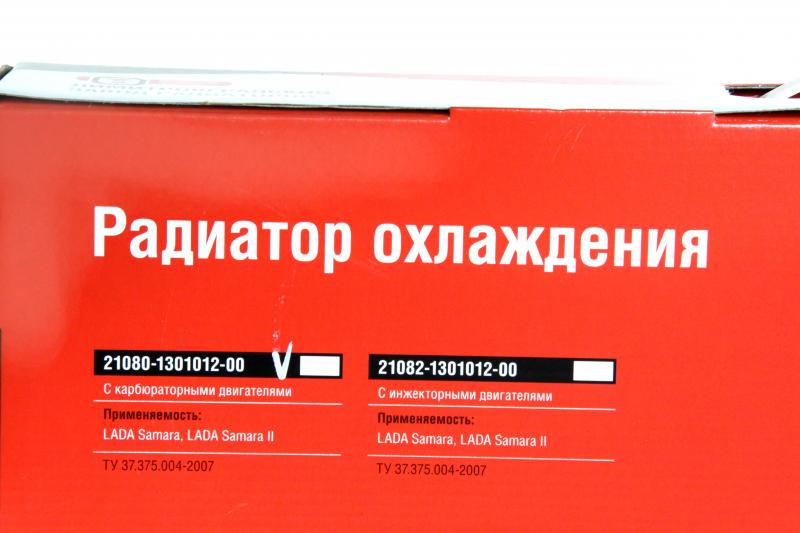 ДИМИТРОВГРАДСКИЙ
Радиатор охлаждения
21080-1301012-00
С карбюраторными двигателями
Применяемость:
LADA Samara, LADA Samara II
ТУ 37.375.004-2007
21082-1301012-00
С инжекторными двигателями
Применяемость:
LADA Samara, LADA Samara II
ТУ 37.375.004-2007